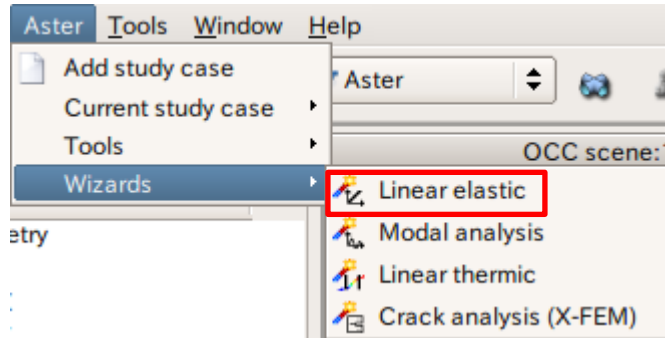 Aster Tools Window Help
Add study case
Aster
Current study case
Tools
OCC scene:
Wizards
Linear elastic
etry
Modal analysis
Linear thermic
Crack analysis (X-FEM)